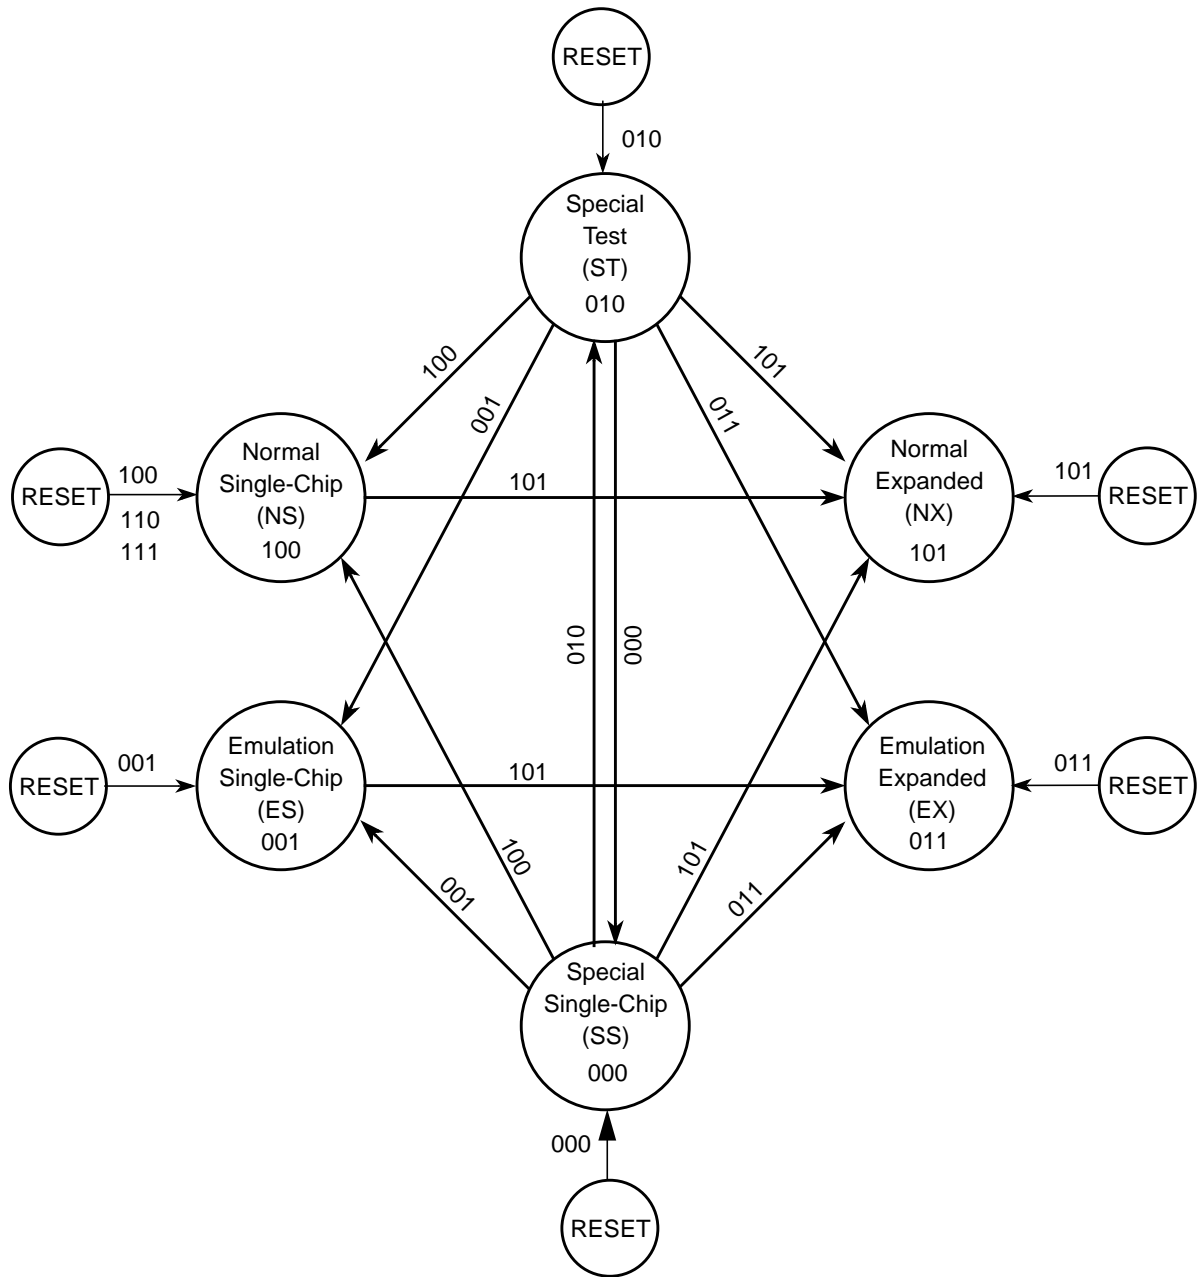 RESET
010
Special
Test
(ST)
010
100
001
101
011
Normal
Single-Chip
(NS)
100
Normal
Expanded
(NX)
101
RESET
100
110
111
101
101
RESET
010
000
Emulation
Single-Chip
(ES)
001
Emulation
Expanded
(EX)
011
RESET
001
101
011
RESET
100
001
101
011
Special
Single-Chip
(SS)
000
000
RESET